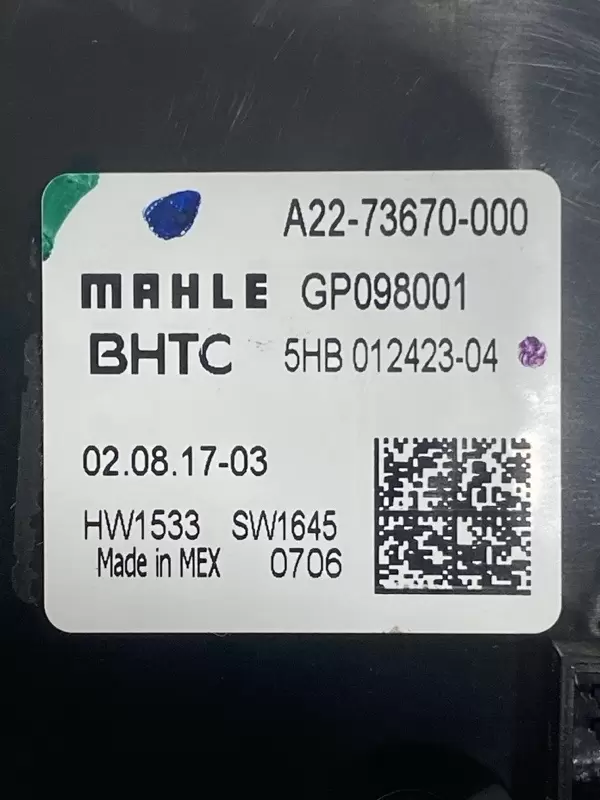 A22-73670-000
MAHLE GP098001
BHTC 5HB 012423-04
02.08.17-03
HW1533 SW1645
Made in MEX 0706